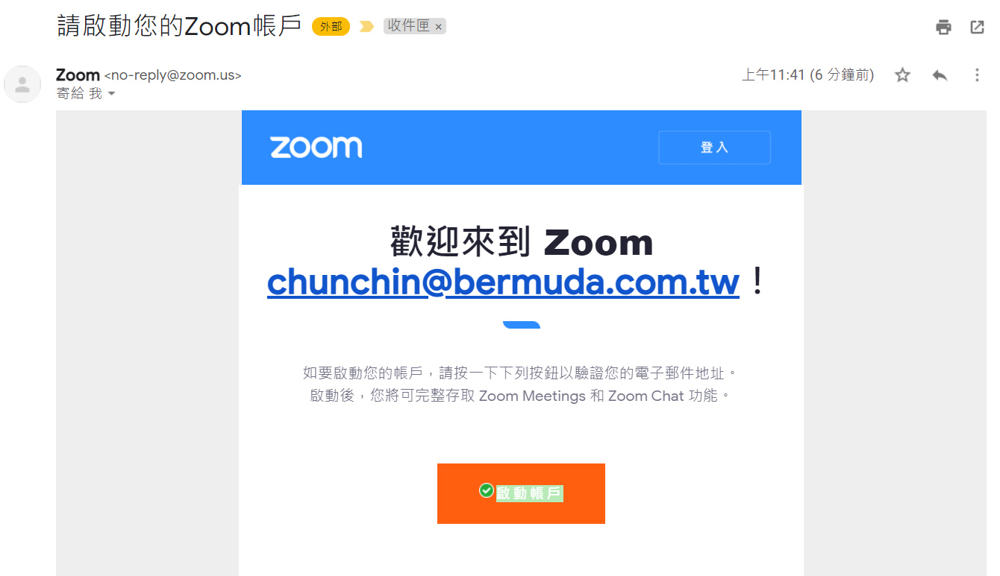 請啟動您的Zoom帳戶 外部 收件匣 ×
Zoom <no-reply@zoom.us> 上午11:41 (6 分鐘前)
寄給 我
zoom 登入
歡迎來到 Zoom
chunchin@bermuda.com.tw！
如要啟動您的帳戶，請按一下下列按鈕以驗證您的電子郵件地址。
啟動後，您將可完整存取 Zoom Meetings 和 Zoom Chat 功能。
啟動帳戶